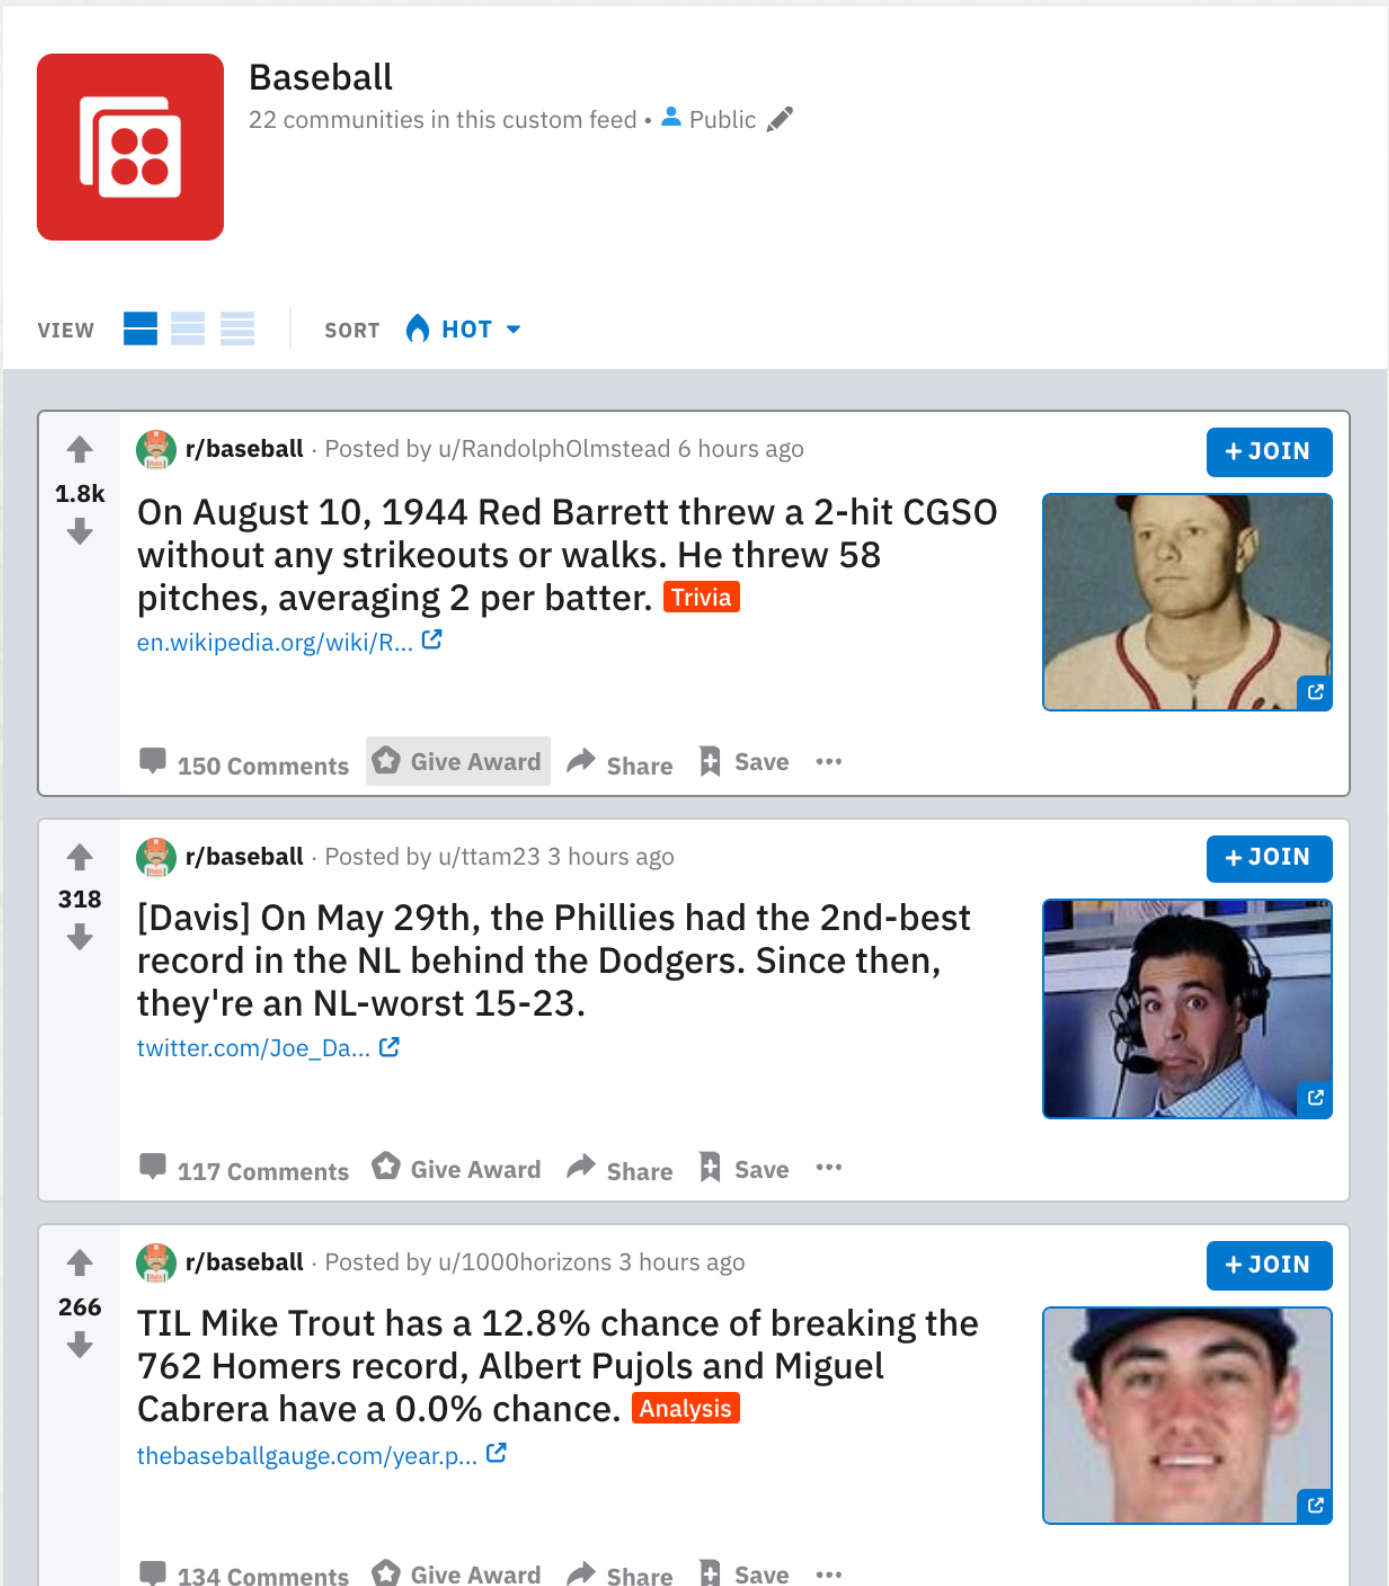 Baseball
22 communities in this custom feed • Public
VIEW SORT HOT
r/baseball · Posted by u/RandolphOlmstead 6 hours ago
+ JOIN
1.8k
On August 10, 1944 Red Barrett threw a 2-hit CGSO
without any strikeouts or walks. He threw 58
pitches, averaging 2 per batter. Trivia
en.wikipedia.org/wiki/R...
150 Comments Give Award Share Save ...
r/baseball · Posted by u/ttam23 3 hours ago
+ JOIN
318
[Davis] On May 29th, the Phillies had the 2nd-best
record in the NL behind the Dodgers. Since then,
they're an NL-worst 15-23.
twitter.com/Joe_Da...
117 Comments Give Award Share Save ...
r/baseball · Posted by u/1000horizons 3 hours ago
+ JOIN
266
TIL Mike Trout has a 12.8% chance of breaking the
762 Homers record, Albert Pujols and Miguel
Cabrera have a 0.0% chance. Analysis
thebaseballgauge.com/year.p...
134 Comments Give Award Share Save ...